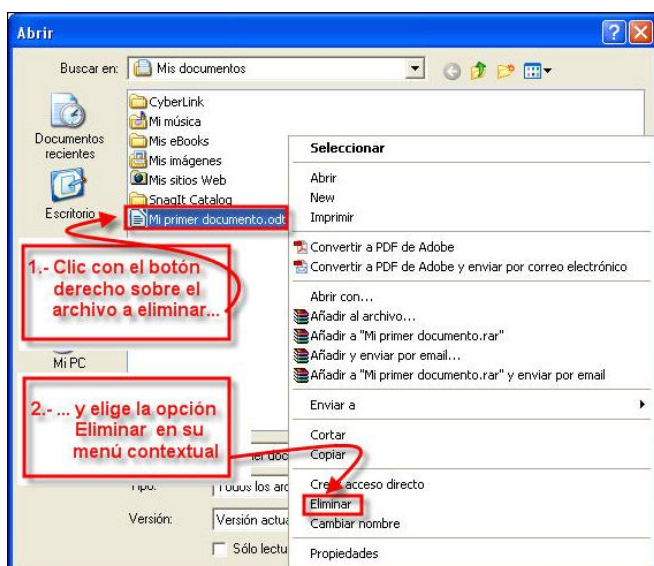 Abrir
Buscar en:
Mis documentos
Documentos
recientes
Escritorio
Mi PC
CyberLink
Mi música
Mis eBooks
Mis imágenes
Mis sitios Web
SnagIt Catalog
Mi primer documento.odt
1.- Clic con el botón
derecho sobre el
archivo a eliminar...
2.- ... y elige la opción
Eliminar en su
menú contextual
Tipo:
Todos los arc
Versión:
Versión actua
Sólo lectu
Seleccionar
Abrir
New
Imprimir
Convertir a PDF de Adobe
Convertir a PDF de Adobe y enviar por correo electrónico
Abrir con...
Añadir al archivo...
Añadir a "Mi primer documento.rar"
Añadir y enviar por email...
Añadir a "Mi primer documento.rar" y enviar por email
Enviar a
Cortar
Copiar
Crear acceso directo
Eliminar
Cambiar nombre
Propiedades